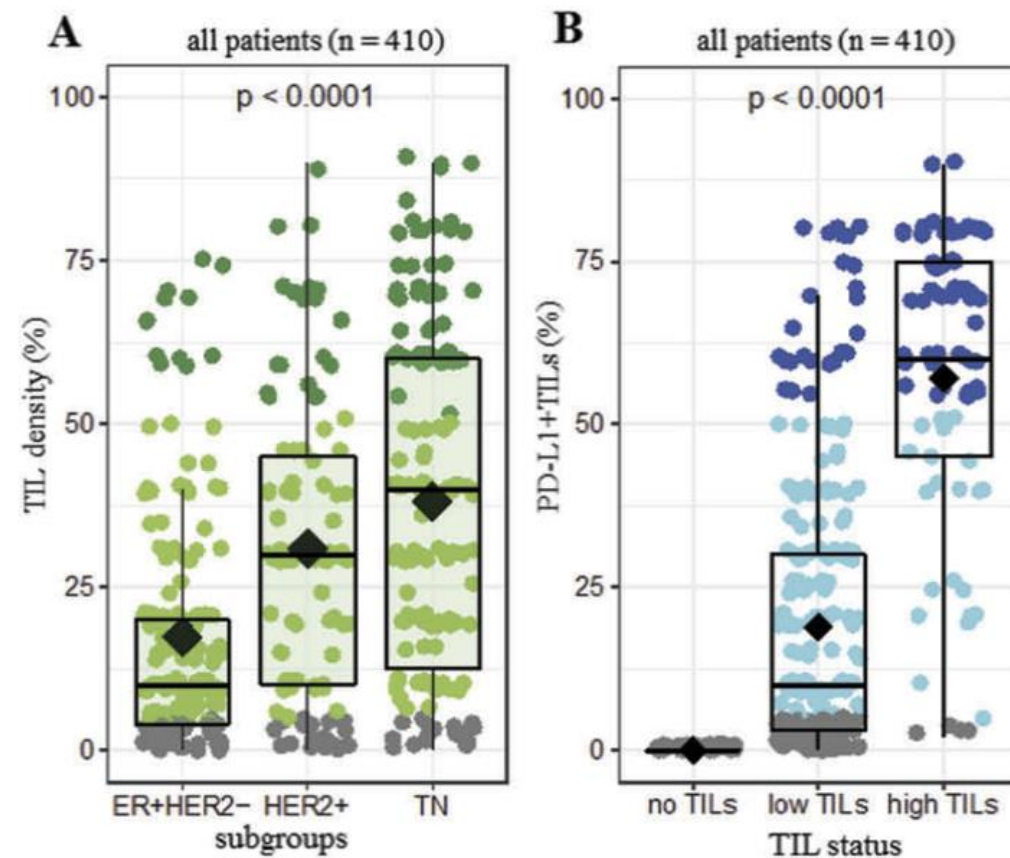 A
all patients (n = 410)
p < 0.0001
TIL density (%)
100
75
50
25
0
ER+HER2− HER2+ TN
subgroups
B
all patients (n = 410)
p < 0.0001
PD-L1+TILs (%)
100
75
50
25
0
no TILs low TILs high TILs
TIL status